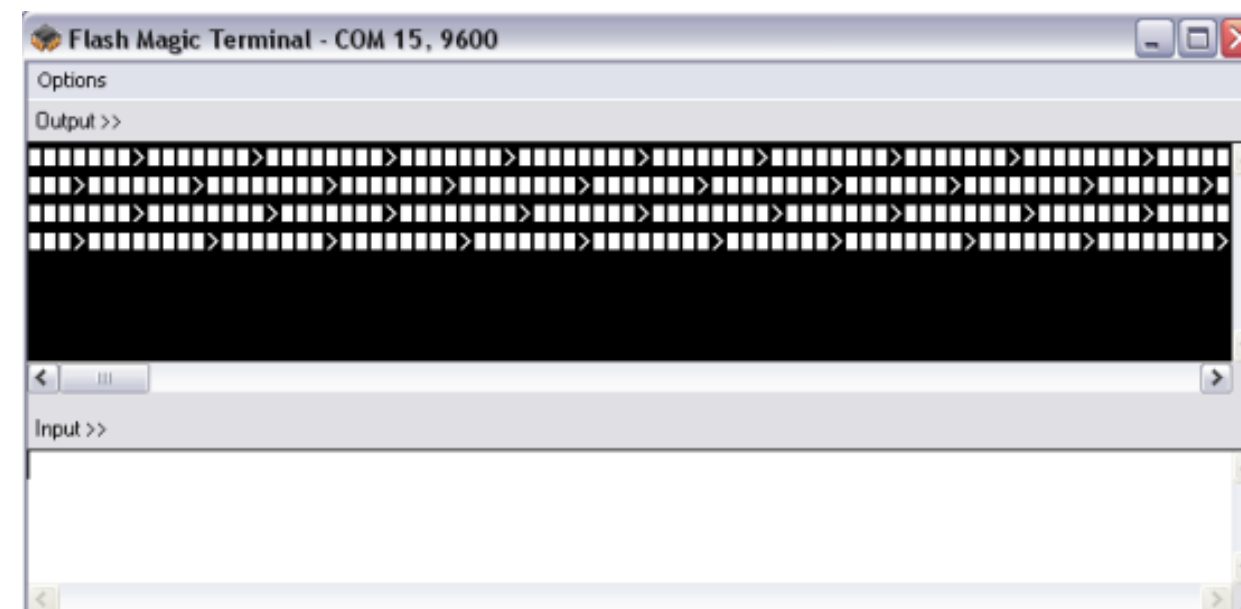 Flash Magic Terminal - COM 15, 9600
Options
Output >>
■■■■■■■>■■■■■■■>■■■■■■■■>■■■■■■■>■■■■■■■■>■■■■■■■>■■■■■■■■>■■■■■■■>■■■■■■■■>■■■■■
■■■>■■■■■■■>■■■■■■■■>■■■■■■■>■■■■■■■■>■■■■■■■>■■■■■■■■>■■■■■■■>■■■■■■■■>■■■■■■■>■
■■■■■■■>■■■■■■■■>■■■■■■■>■■■■■■■■>■■■■■■■>■■■■■■■■>■■■■■■■>■■■■■■■■>■■■■■■■>■■■■■
■■■>■■■■■■■■>■■■■■■■>■■■■■■■■>■■■■■■■>■■■■■■■■>■■■■■■■>■■■■■■■■>■■■■■■■>■■■■■■■■>
Input >>